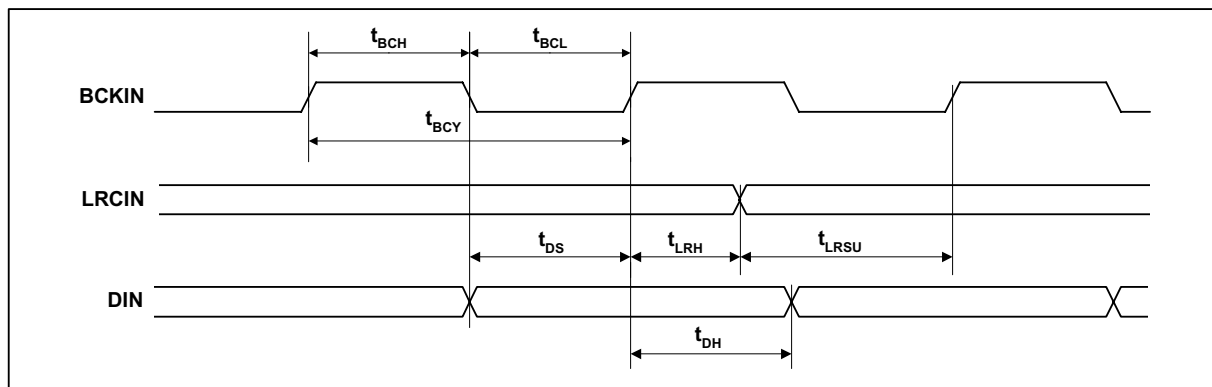 tBCH tBCL
BCKIN
tBCY
LRCIN
tDS tLRH tLRSU
DIN
tDH